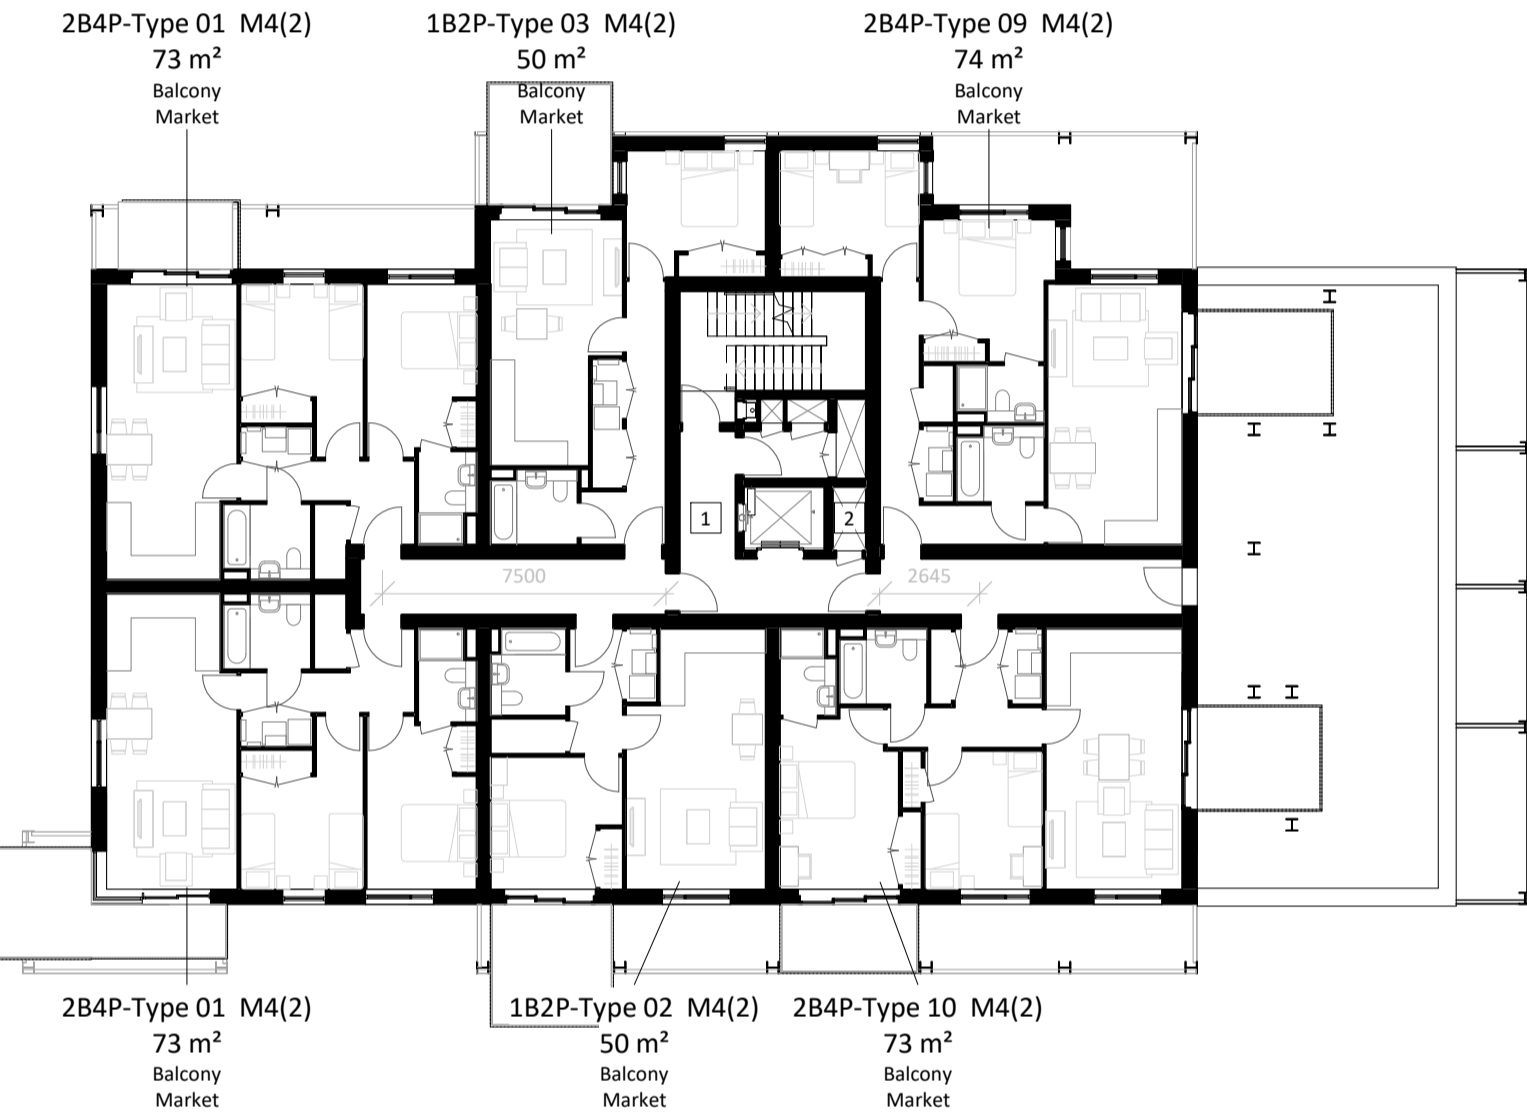 2B4P-Type 01 M4(2)
73 m²
Balcony
Market
1B2P-Type 03 M4(2)
50 m²
Balcony
Market
2B4P-Type 09 M4(2)
74 m²
Balcony
Market
1
2
7500
2645
2B4P-Type 01 M4(2)
73 m²
Balcony
Market
1B2P-Type 02 M4(2)
50 m²
Balcony
Market
2B4P-Type 10 M4(2)
73 m²
Balcony
Market